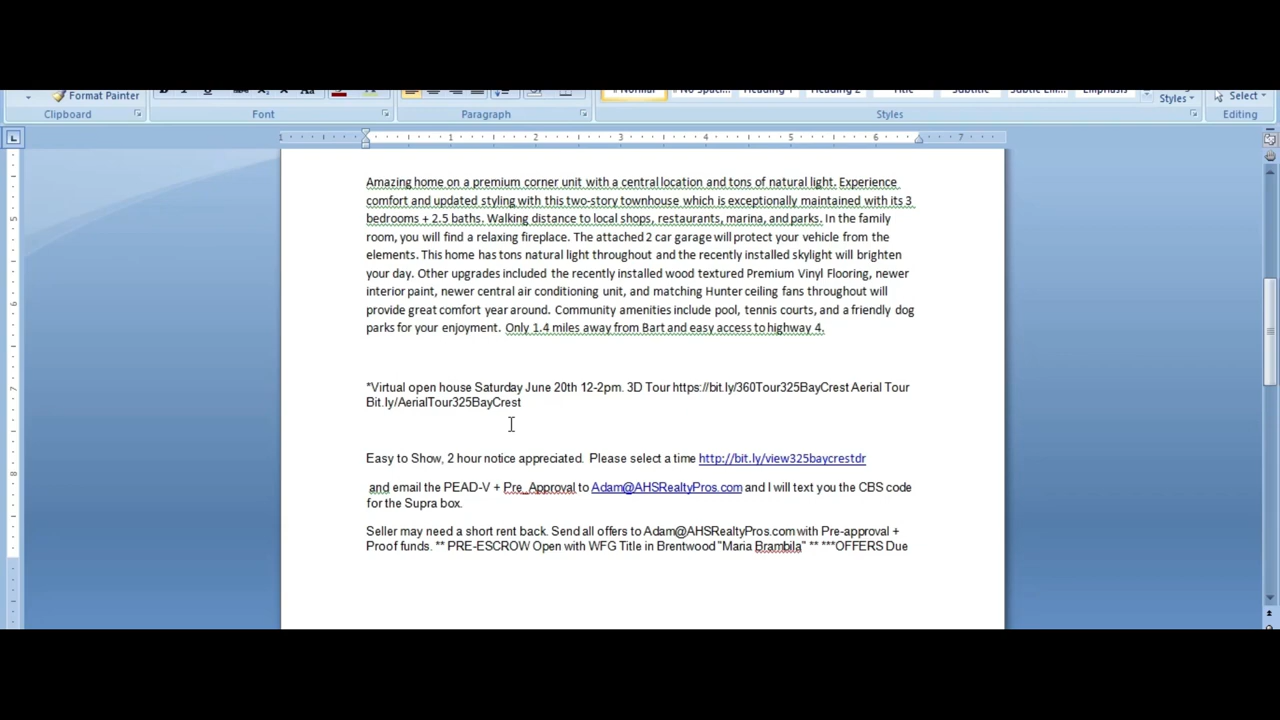 Format Painter
Styles
Select
Clipboard
Font
Paragraph
Styles
Editing
1 1 2 3 4 5 6 7
Amazing home on a premium corner unit with a central location and tons of natural light. Experience
comfort and updated styling with this two-story townhouse which is exceptionally maintained with its 3
bedrooms + 2.5 baths. Walking distance to local shops, restaurants, marina, and parks. In the family
room, you will find a relaxing fireplace. The attached 2 car garage will protect your vehicle from the
elements. This home has tons natural light throughout and the recently installed skylight will brighten
your day. Other upgrades included the recently installed wood textured Premium Vinyl Flooring, newer
interior paint, newer central air conditioning unit, and matching Hunter ceiling fans throughout will
provide great comfort year around. Community amenities include pool, tennis courts, and a friendly dog
parks for your enjoyment. Only 1.4 miles away from Bart and easy access to highway 4.
*Virtual open house Saturday June 20th 12-2pm. 3D Tour https://bit.ly/360Tour325BayCrest Aerial Tour
Bit.ly/AerialTour325BayCrest
Easy to Show, 2 hour notice appreciated. Please select a time http://bit.ly/view325baycrestdr
and email the PEAD-V + Pre_Approval to Adam@AHSRealtyPros.com and I will text you the CBS code
for the Supra box.
Seller may need a short rent back. Send all offers to Adam@AHSRealtyPros.com with Pre-approval +
Proof funds. ** PRE-ESCROW Open with WFG Title in Brentwood "Maria Brambila" ** ***OFFERS Due